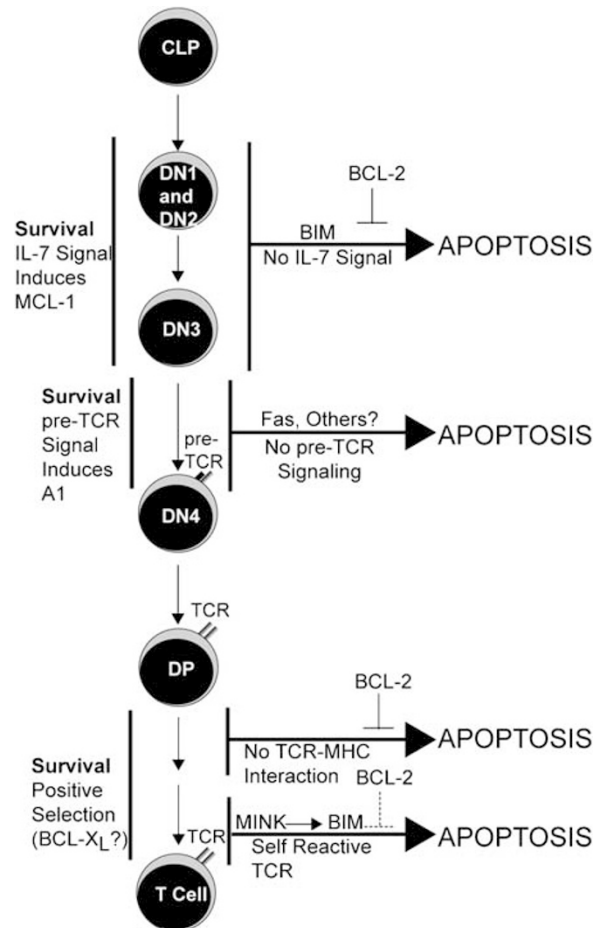 CLP
DN1
and
DN2
Survival
IL-7 Signal
Induces
MCL-1
BCL-2
BIM
No IL-7 Signal
APOPTOSIS
DN3
Survival
pre-TCR
Signal
Induces
A1
pre-
TCR
Fas, Others?
No pre-TCR
Signaling
APOPTOSIS
DN4
TCR
DP
BCL-2
No TCR-MHC
Interaction
APOPTOSIS
Survival
Positive
Selection
(BCL-XL?)
BCL-2
TCR
MINK
BIM
Self Reactive
TCR
APOPTOSIS
T Cell